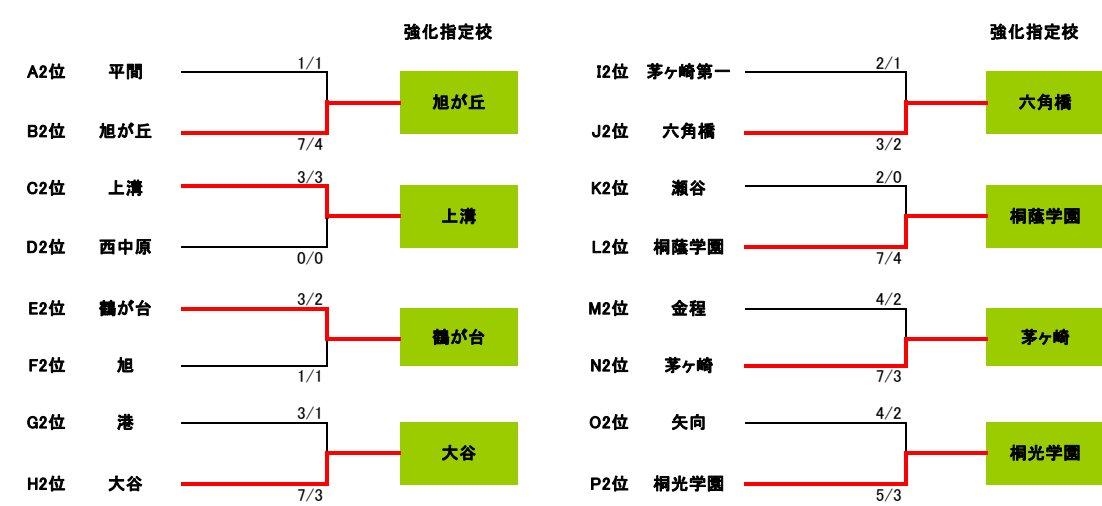 強化指定校
A2位 平間 1/1
旭が丘
B2位 旭が丘 7/4
C2位 上溝 3/3
上溝
D2位 西中原 0/0
E2位 鶴が台 3/2
鶴が台
F2位 旭 1/1
G2位 港 3/1
大谷
H2位 大谷 7/3
強化指定校
I2位 茅ヶ崎第一 2/1
六角橋
J2位 六角橋 3/2
K2位 瀬谷 2/0
桐蔭学園
L2位 桐蔭学園 7/4
M2位 金程 4/2
茅ヶ崎
N2位 茅ヶ崎 7/3
O2位 矢向 4/2
桐光学園
P2位 桐光学園 5/3